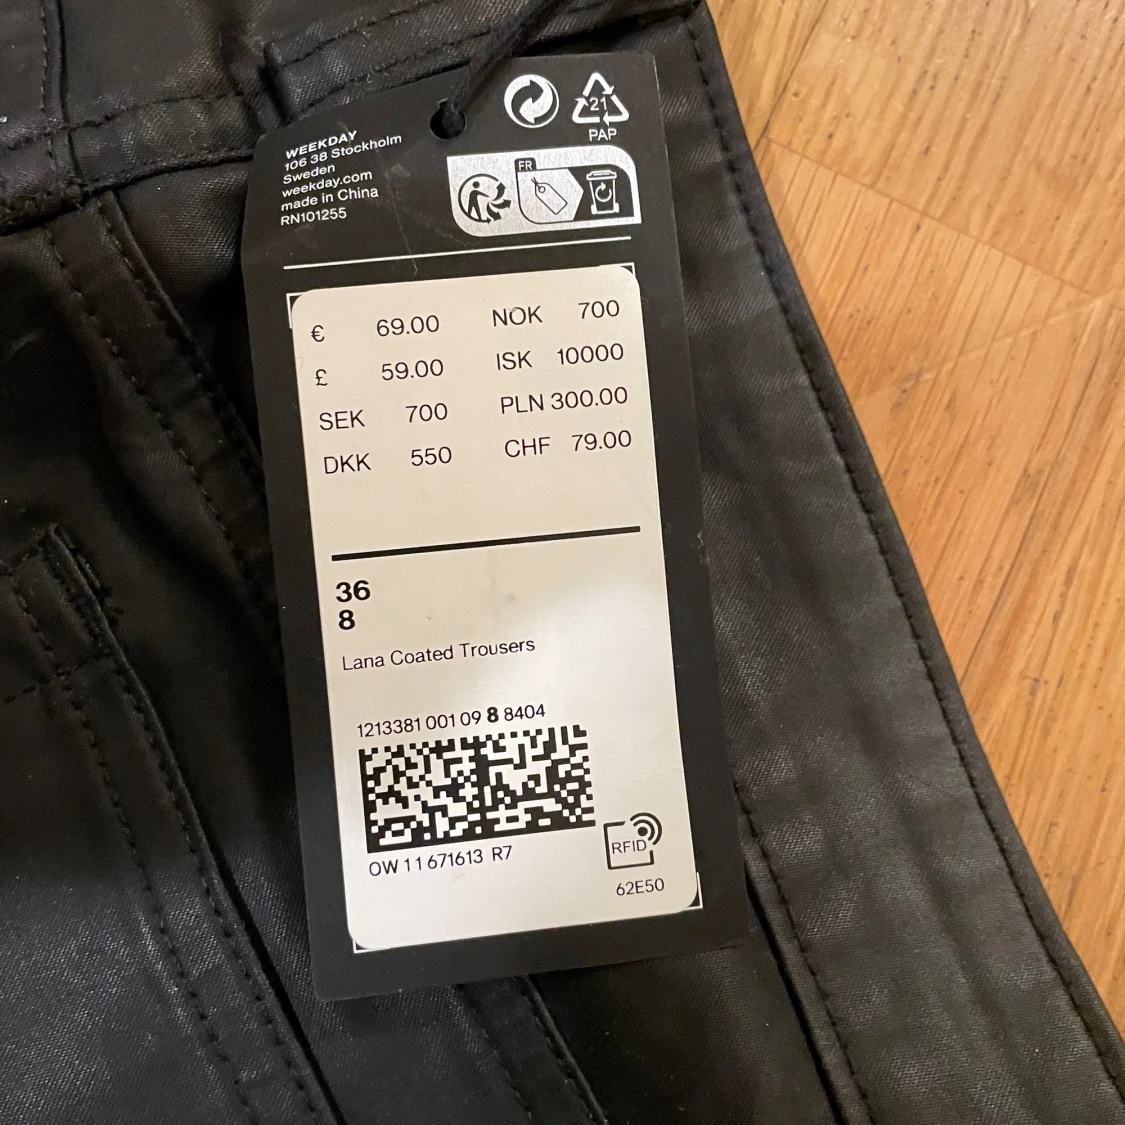 WEEKDAY
106 38 Stockholm
Sweden
weekday.com
made in China
RN101255
21
PAP
FR
€ 69.00 NOK 700
£ 59.00 ISK 10000
SEK 700 PLN 300.00
DKK 550 CHF 79.00
36
8
Lana Coated Trousers
1213381 001 09 8 8404
OW 11 671613 R7
RFID
62E50